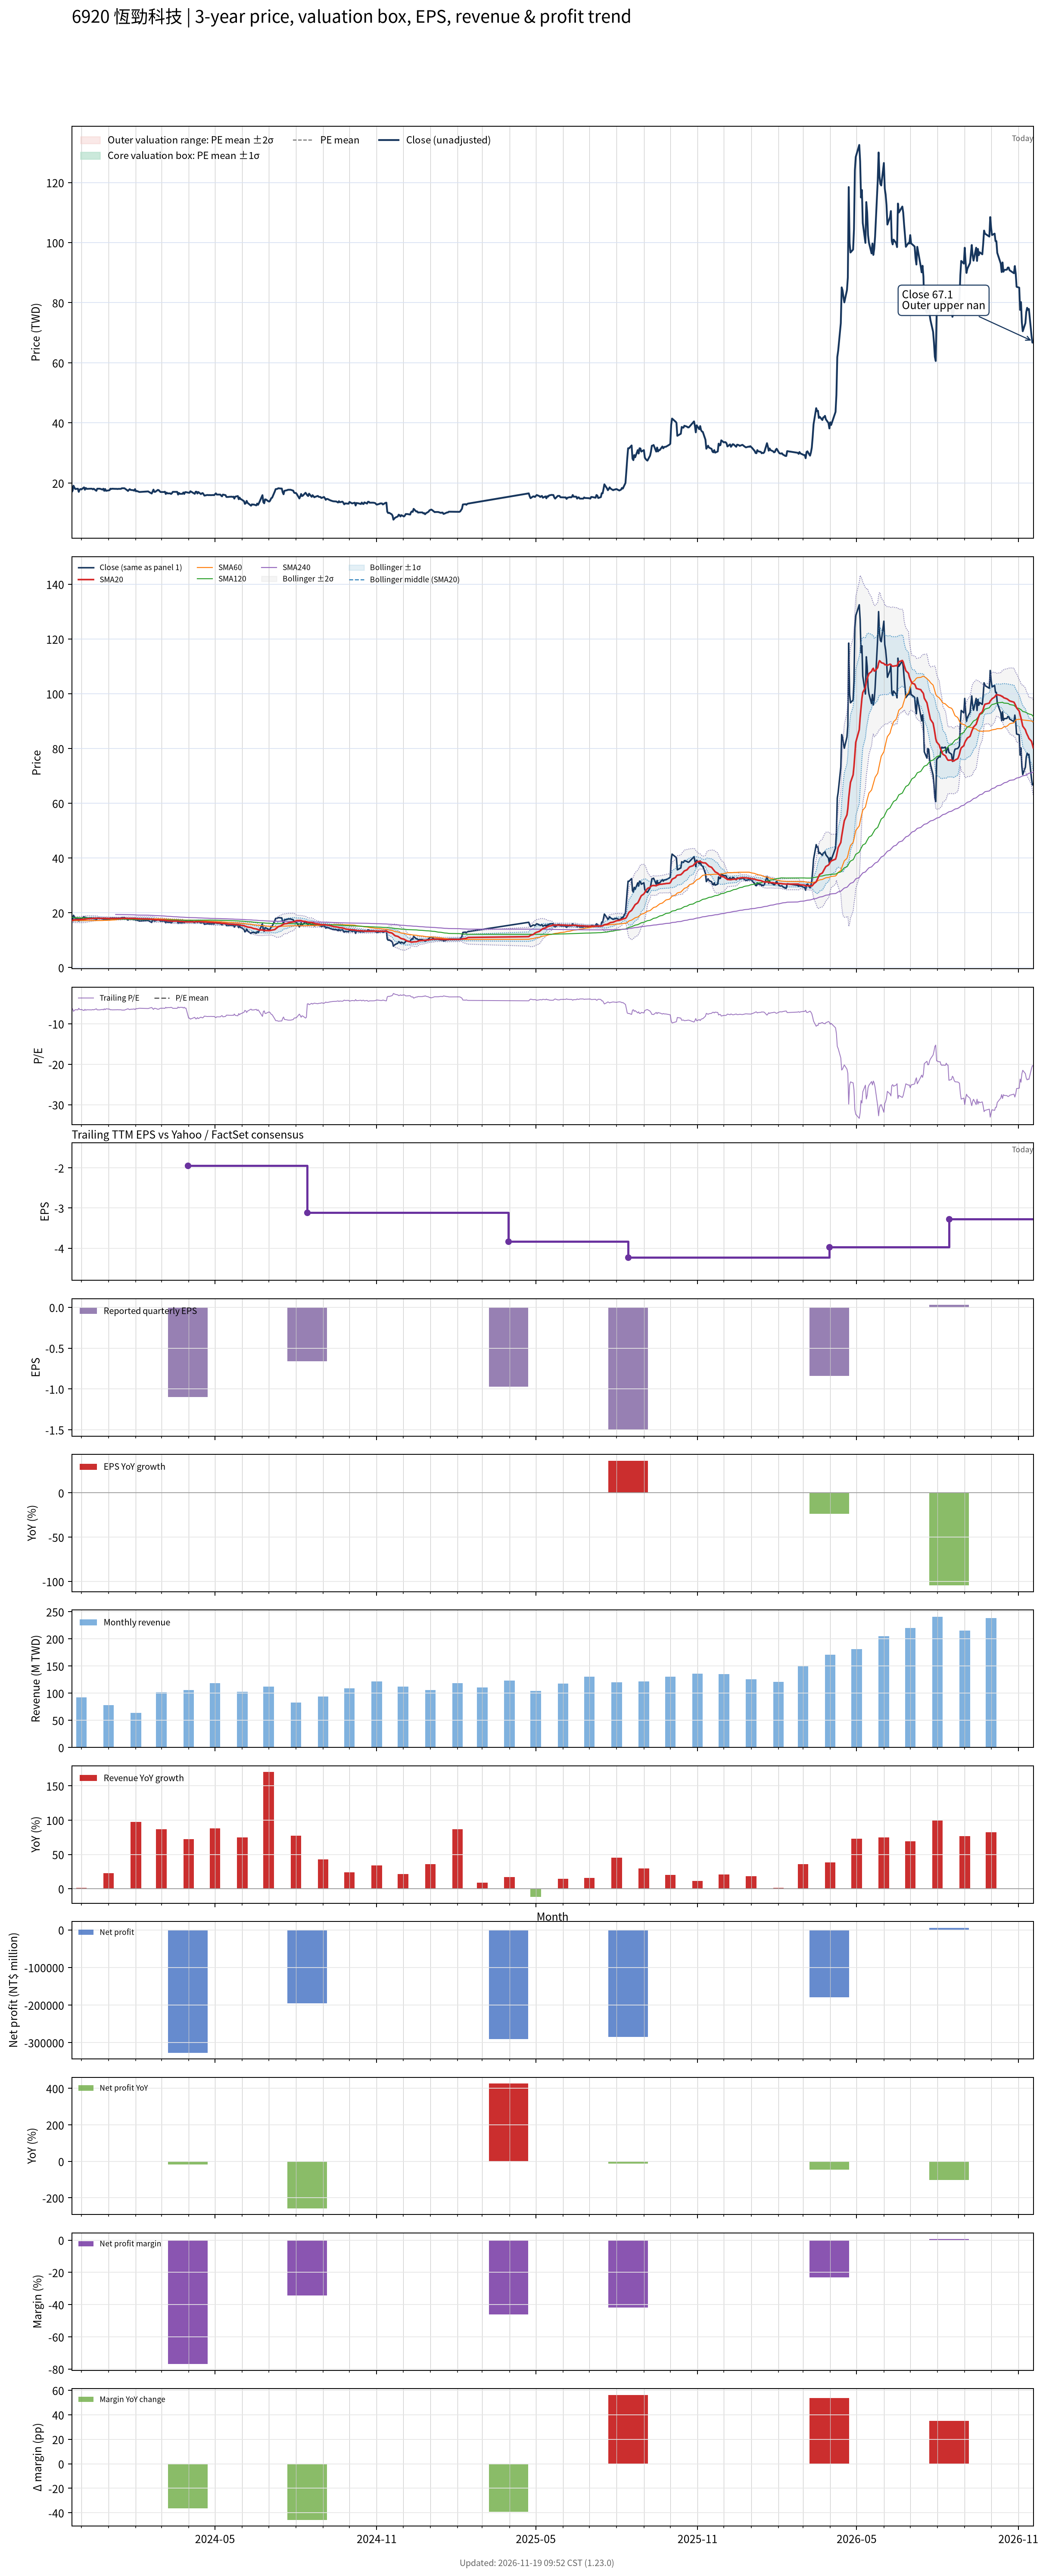 6920 恆勁科技 | 3-year price, valuation box, EPS, revenue & profit trend
Outer valuation range: PE mean ±2σ
Core valuation box: PE mean ±1σ
PE mean
Close (unadjusted)
Today
Close 67.1
Outer upper nan
Price (TWD)
120
100
80
60
40
20
Close (same as panel 1)
SMA20
SMA60
SMA120
SMA240
Bollinger ±2σ
Bollinger ±1σ
Bollinger middle (SMA20)
Price
140
120
100
80
60
40
20
0
Trailing P/E
P/E mean
P/E
-10
-20
-30
Trailing TTM EPS vs Yahoo / FactSet consensus
Today
EPS
-2
-3
-4
Reported quarterly EPS
EPS
0.0
-0.5
-1.0
-1.5
EPS YoY growth
YoY (%)
0
-50
-100
Monthly revenue
Revenue (M TWD)
250
200
150
100
50
0
Revenue YoY growth
YoY (%)
150
100
50
0
Month
Net profit
Net profit (NT$ million)
0
-100000
-200000
-300000
Net profit YoY
YoY (%)
400
200
0
-200
Net profit margin
Margin (%)
0
-20
-40
-60
-80
Margin YoY change
Δ margin (pp)
60
40
20
0
-20
-40
2024-05
2024-11
2025-05
2025-11
2026-05
2026-11
Updated: 2026-11-19 09:52 CST (1.23.0)